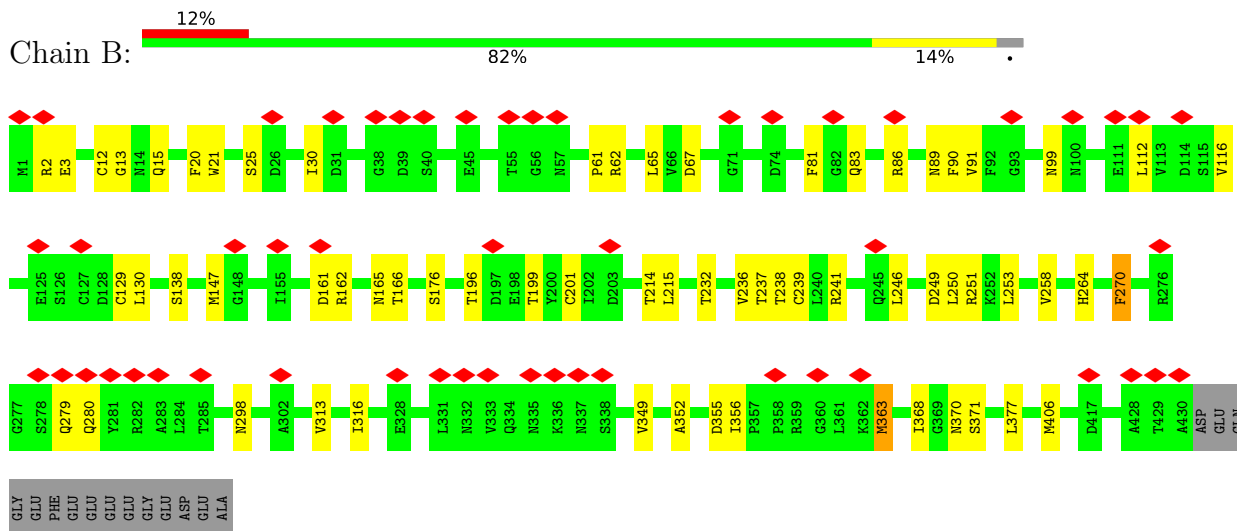 12%
Chain B:
82% 14% •
M1 R2 E3 C12 G13 N14 Q15 F20 W21 S25 D26 I30 D31 G38 D39 S40 E45 T55 G56 N57 P61 R62 L65 V66 D67 G71 D74 F81 G82 Q83 R86 N89 F90 V91 F92 G93 N99 N100 E111 L112 V113 D114 S115 V116
E125 S126 C127 D128 C129 L130 S138 M147 G148 I155 D161 R162 N165 T166 S176 T196 D197 E198 T199 Y200 C201 I202 D203 T214 L215 T232 V236 T237 T238 C239 L240 R241 Q245 L246 D249 L250 R251 K252 L253 V258 H264 F270 R276
G277 S278 Q279 Q280 Y281 R282 A283 L284 T285 N298 A302 V313 I316 E328 L331 N332 V333 Q334 N335 K336 N337 S338 V349 A352 D355 I356 P357 P358 R359 G360 L361 K362 M363 I368 G369 N370 S371 L377 M406 D417 A428 T429 A430 ASP GLU GLN
GLY GLU PHE GLU GLU GLU GLY GLU ASP GLU ALA